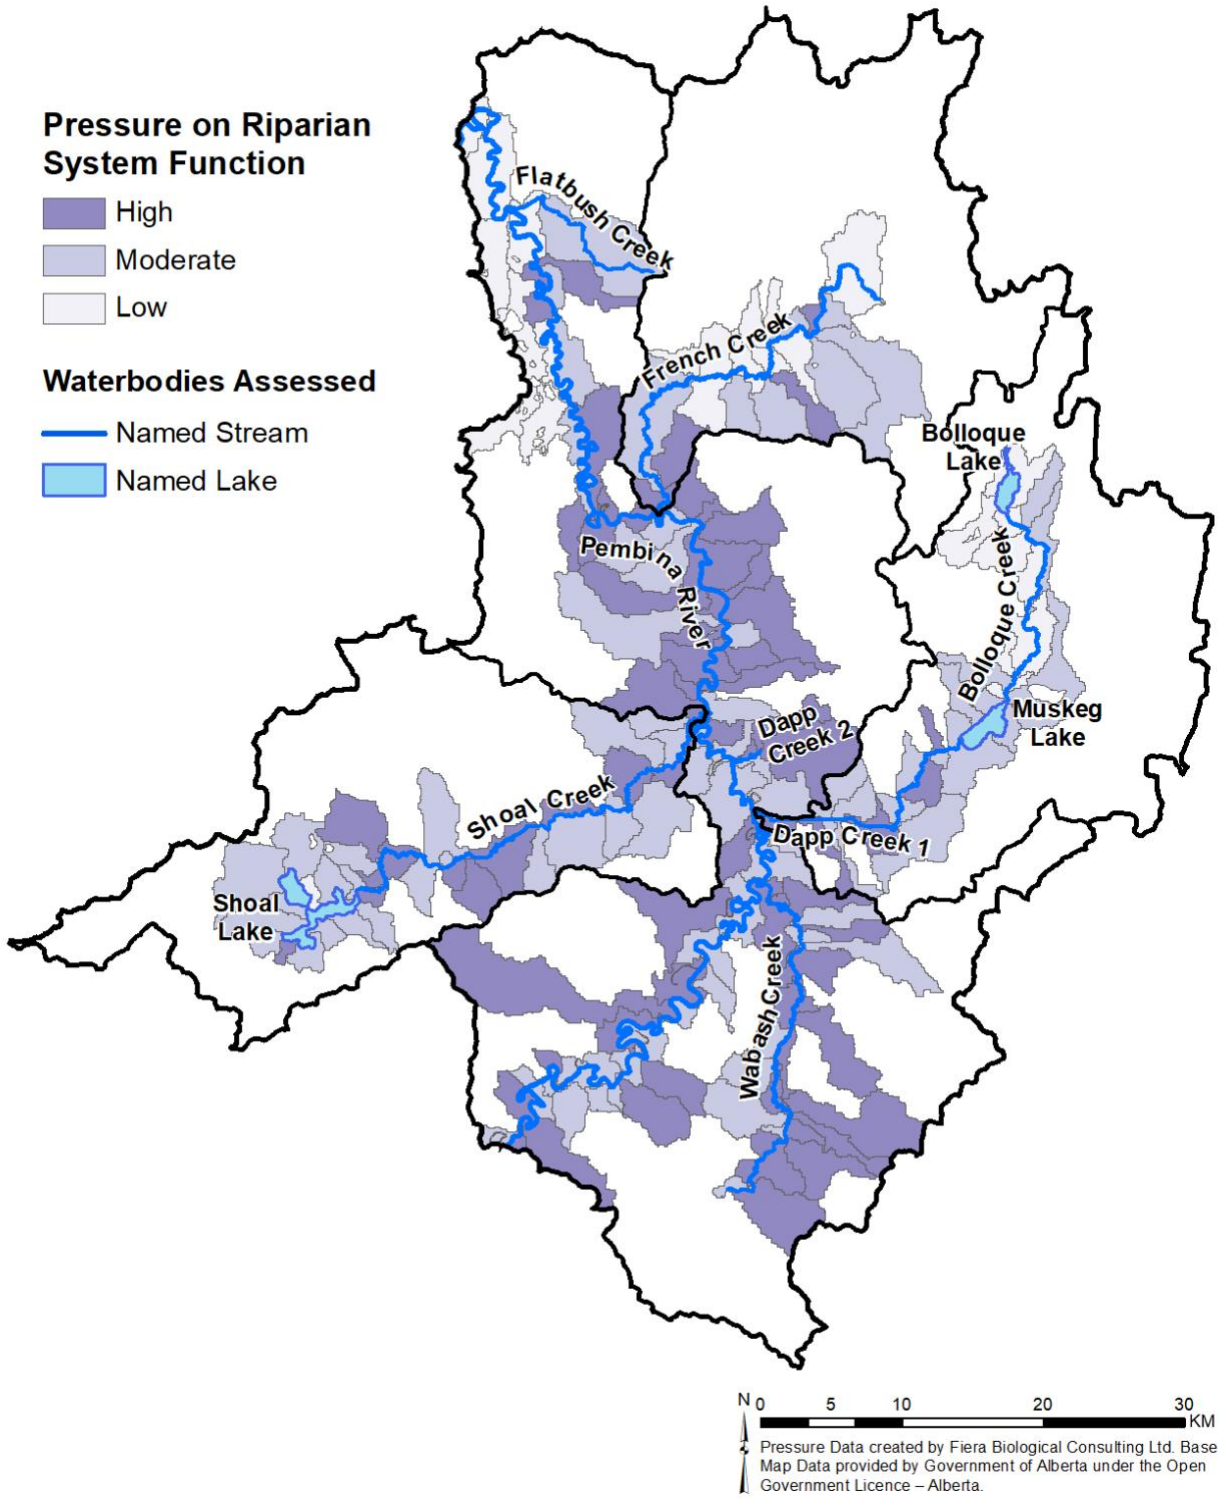 Pressure on Riparian
System Function
High
Moderate
Low
Waterbodies Assessed
Named Stream
Named Lake
Flatbush Creek
French Creek
Bolloque
Lake
Pembina River
Bolloque Creek
Muskeg
Lake
Dapp
Creek 2
Shoal Creek
Dapp Creek 1
Shoal
Lake
Wabash Creek
N 0 5 10 20 30
KM
Pressure Data created by Fiera Biological Consulting Ltd. Base
Map Data provided by Government of Alberta under the Open
Government Licence – Alberta.